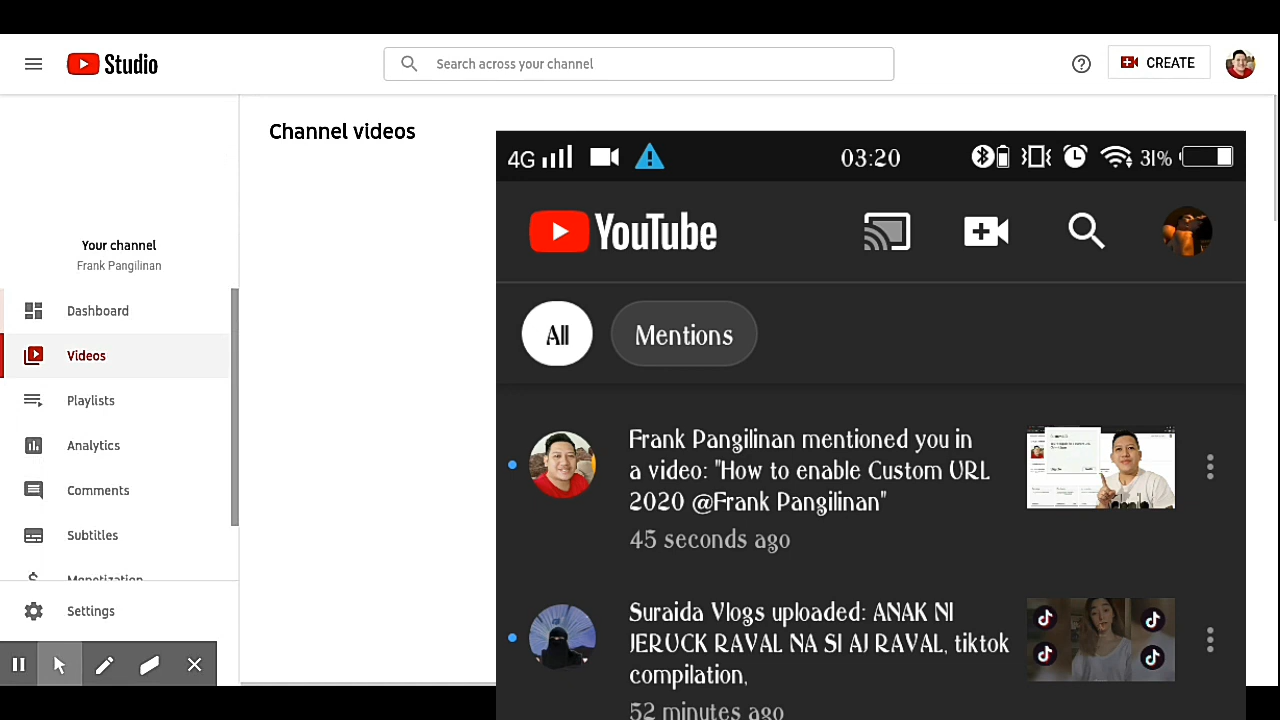 Studio
Search across your channel
CREATE
Channel videos
Your channel
Frank Pangilinan
Dashboard
Videos
Playlists
Analytics
Comments
Subtitles
Monetization
Settings
4G
03:20
31%
YouTube
All
Mentions
Frank Pangilinan mentioned you in
a video: "How to enable Custom URL
2020 @Frank Pangilinan"
45 seconds ago
Suraida Vlogs uploaded: ANAK NI
JERUCK RAVAL NA SI AJ RAVAL, tiktok
compilation,
52 minutes ago